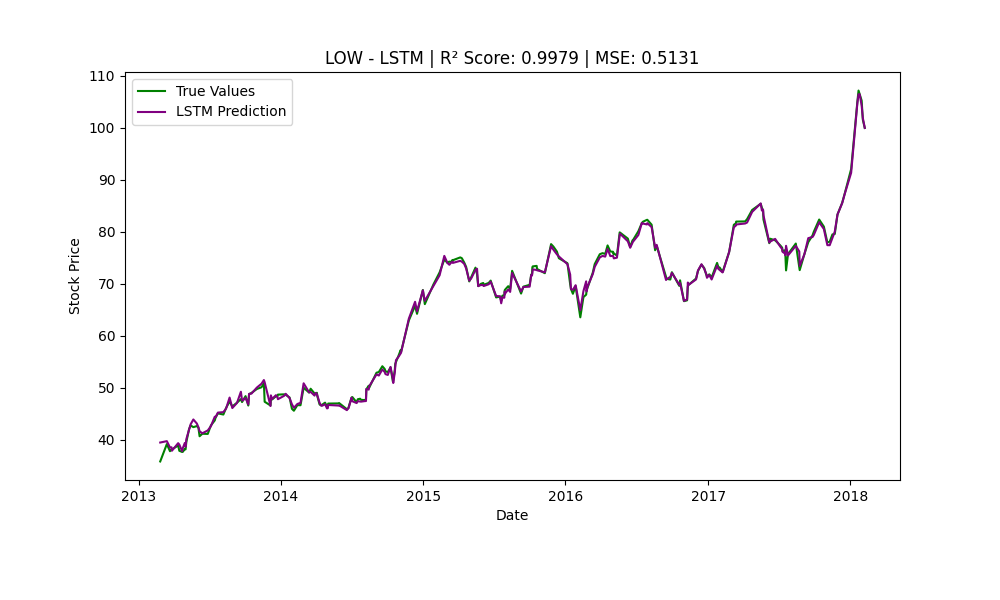 LOW - LSTM | R² Score: 0.9979 | MSE: 0.5131
True Values
LSTM Prediction
110
100
90
80
70
60
50
40
Stock Price
2013 2014 2015 2016 2017 2018
Date